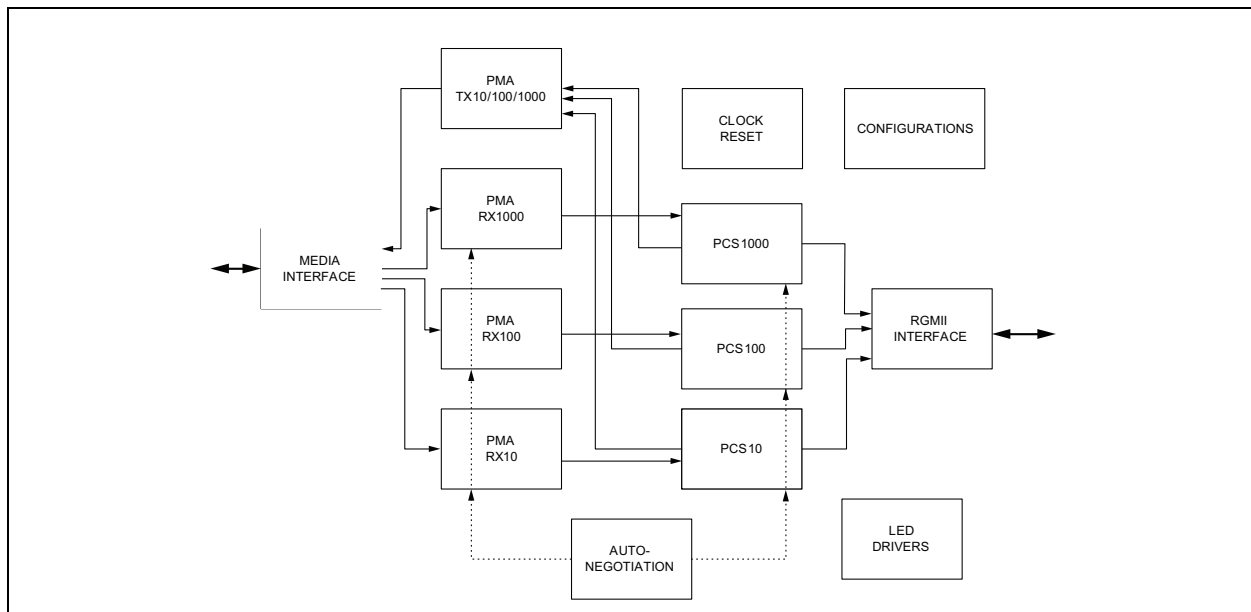 PMA
TX10/100/1000
CLOCK
RESET
CONFIGURATIONS
PMA
RX1000
PCS1000
MEDIA
INTERFACE
PMA
RX100
PCS100
RGMII
INTERFACE
PMA
RX10
PCS10
AUTO-
NEGOTIATION
LED
DRIVERS